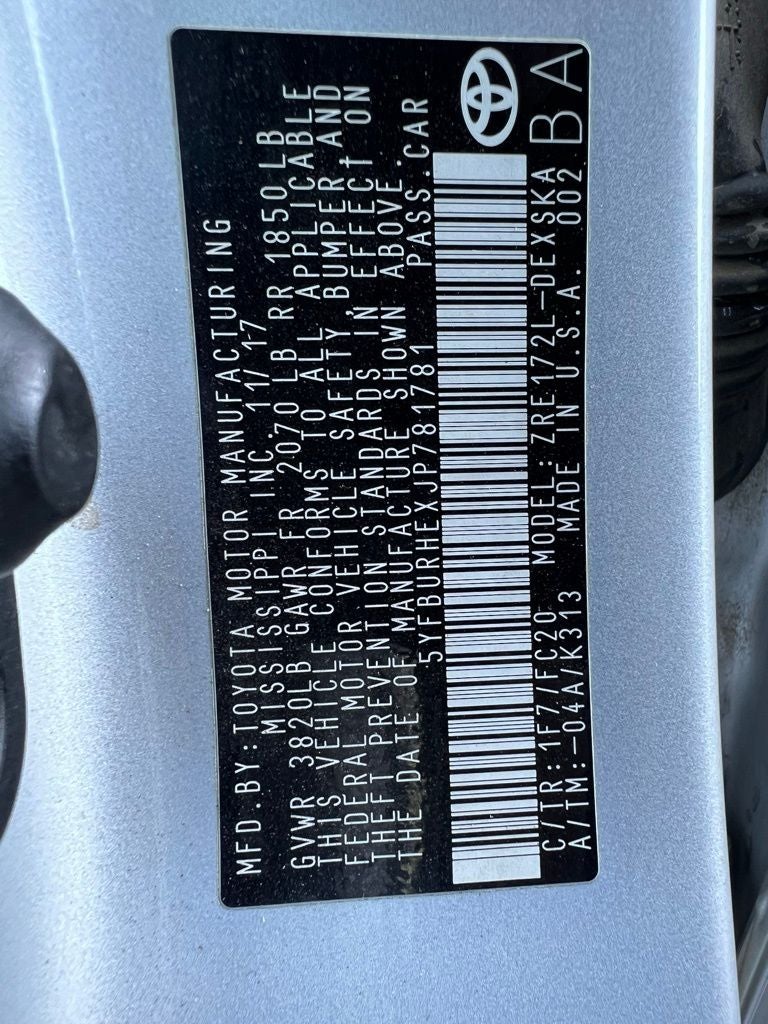 MFD.BY:TOYOTA MOTOR MANUFACTURING
MISSISSIPPI INC. 11/17
GVWR 3820LB GAWR FR 2070 LB RR 1850 LB
THIS VEHICLE CONFORMS TO ALL APPLICABLE
FEDERAL MOTOR VEHICLE SAFETY, BUMPER, AND
THEFT PREVENTION STANDARDS IN EFFECT ON
THE DATE OF MANUFACTURE SHOWN ABOVE.
5YFBURHEXJP781781 PASS.CAR
C/TR:1F7/FC20 MODEL:ZRE172L-DEXSKA
A/TM:-04A/K313 MADE IN U.S.A. 002
BA